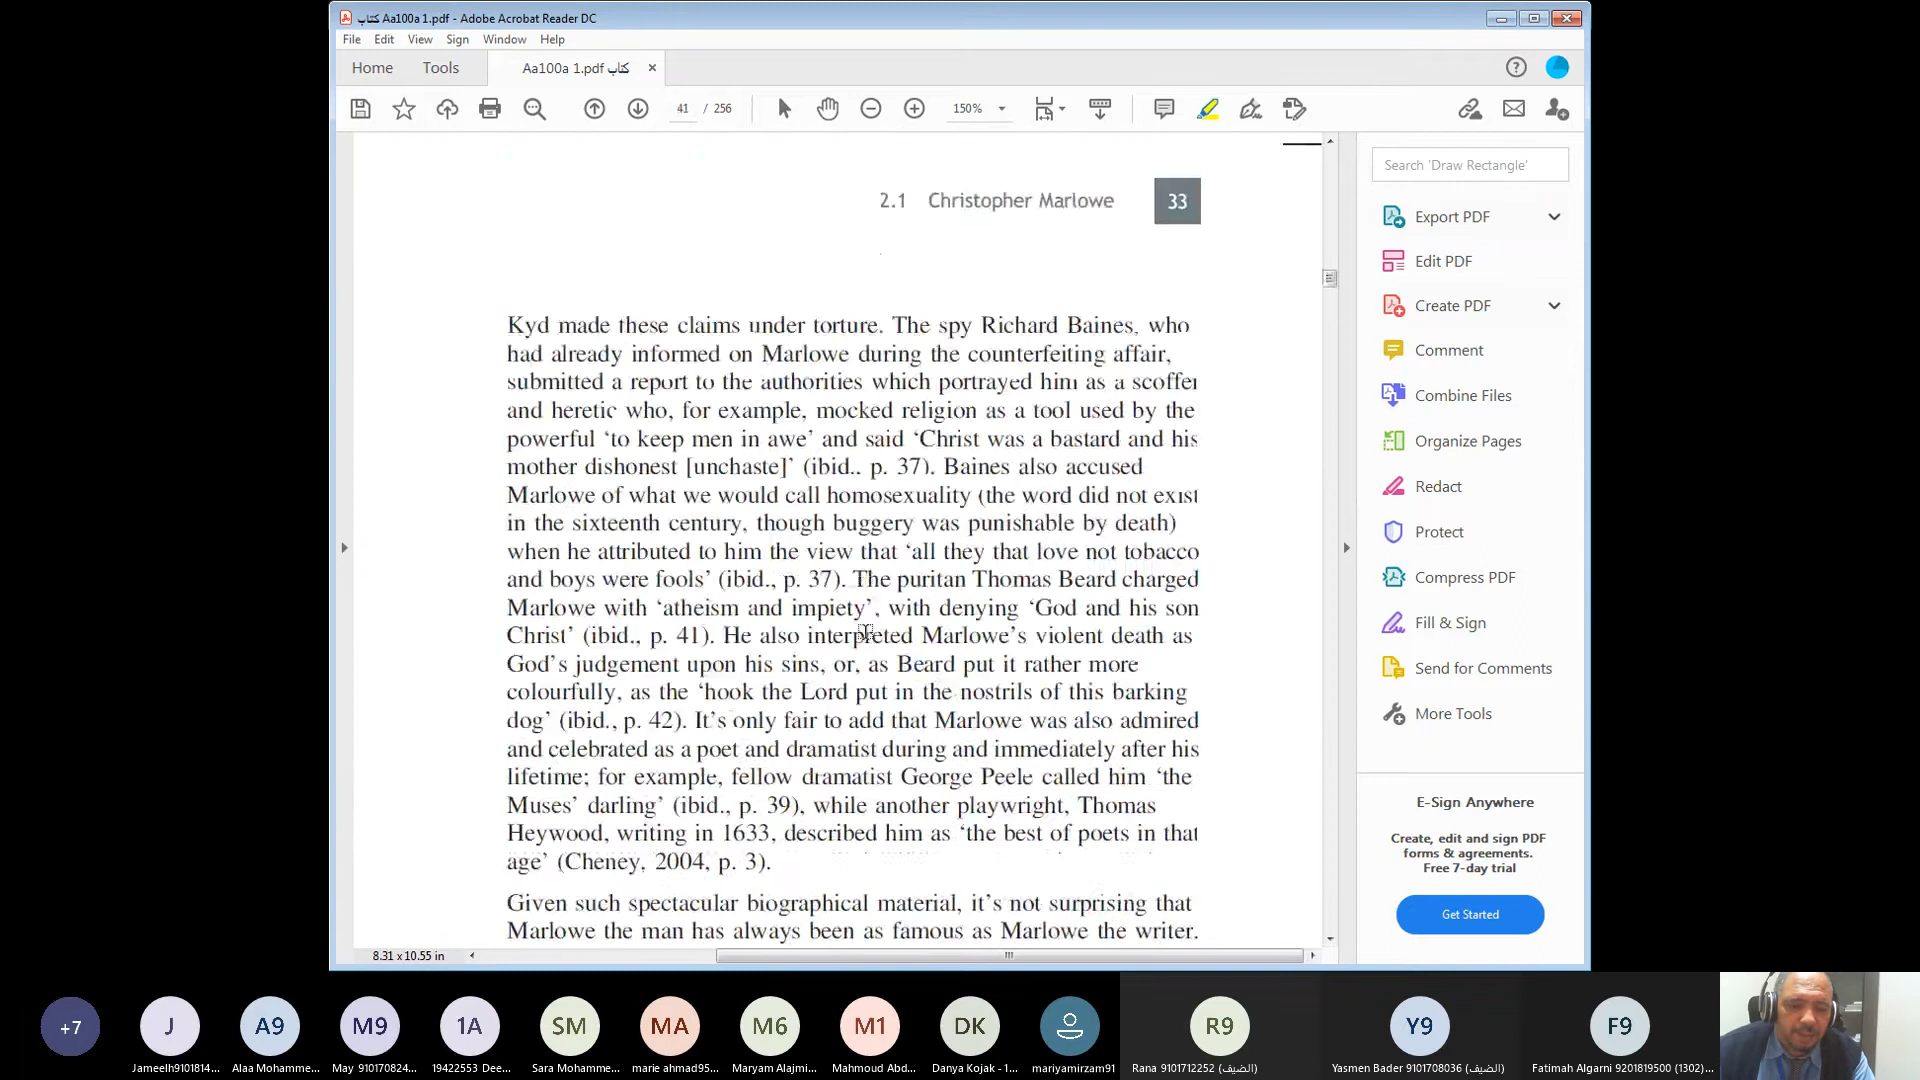 كتاب Aa100a 1.pdf - Adobe Acrobat Reader DC
File Edit View Sign Window Help
Home Tools Aa100a 1.pdf كتاب ×
41 / 256 150%
2.1 Christopher Marlowe 33
Kyd made these claims under torture. The spy Richard Baines, who
had already informed on Marlowe during the counterfeiting affair,
submitted a report to the authorities which portrayed him as a scoffer
and heretic who, for example, mocked religion as a tool used by the
powerful ‘to keep men in awe’ and said ‘Christ was a bastard and his
mother dishonest [unchaste]’ (ibid., p. 37). Baines also accused
Marlowe of what we would call homosexuality (the word did not exist
in the sixteenth century, though buggery was punishable by death)
when he attributed to him the view that ‘all they that love not tobacco
and boys were fools’ (ibid., p. 37). The puritan Thomas Beard charged
Marlowe with ‘atheism and impiety’, with denying ‘God and his son
Christ’ (ibid., p. 41). He also interpreted Marlowe’s violent death as
God’s judgement upon his sins, or, as Beard put it rather more
colourfully, as the ‘hook the Lord put in the nostrils of this barking
dog’ (ibid., p. 42). It’s only fair to add that Marlowe was also admired
and celebrated as a poet and dramatist during and immediately after his
lifetime; for example, fellow dramatist George Peele called him ‘the
Muses’ darling’ (ibid., p. 39), while another playwright, Thomas
Heywood, writing in 1633, described him as ‘the best of poets in that
age’ (Cheney, 2004, p. 3).
Given such spectacular biographical material, it’s not surprising that
Marlowe the man has always been as famous as Marlowe the writer.
8.31 x 10.55 in
Search 'Draw Rectangle'
Export PDF
Edit PDF
Create PDF
Comment
Combine Files
Organize Pages
Redact
Protect
Compress PDF
Fill & Sign
Send for Comments
More Tools
E-Sign Anywhere
Create, edit and sign PDF
forms & agreements.
Free 7-day trial
Get Started
+7 J A9 M9 1A SM MA M6 M1 DK R9 Y9 F9
Jameelh9101814... Alaa Mohamme... May 910170824... 19422553 Dee... Sara Mohamme... marie ahmad95... Maryam Alajmi... Mahmoud Abd... Danya Kojak - 1... mariyamirzam91 Rana 9101712252 (الضيف) Yasmen Bader 9101708036 (الضيف) Fatimah Algarni 9201819500 (1302)...